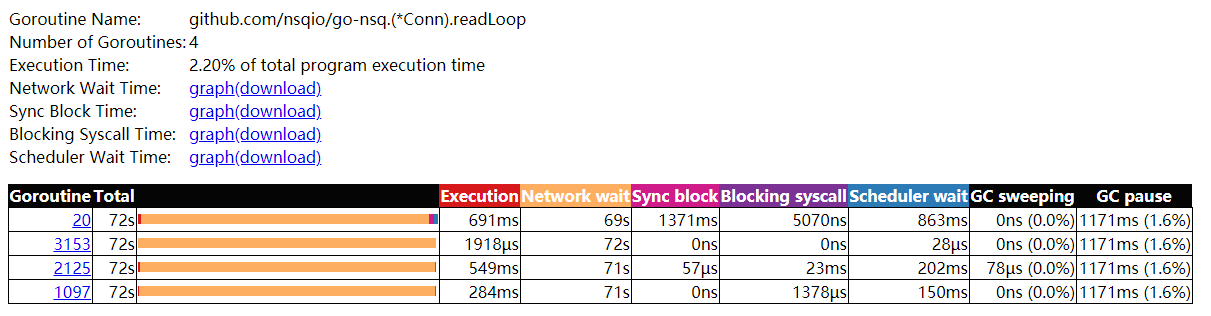 Goroutine Name: github.com/nsqio/go-nsq.(*Conn).readLoop
Number of Goroutines: 4
Execution Time: 2.20% of total program execution time
Network Wait Time: graph(download)
Sync Block Time: graph(download)
Blocking Syscall Time: graph(download)
Scheduler Wait Time: graph(download)
Goroutine Total Execution Network wait Sync block Blocking syscall Scheduler wait GC sweeping GC pause
20 72s 691ms 69s 1371ms 5070ns 863ms 0ns (0.0%) 1171ms (1.6%)
3153 72s 1918µs 72s 0ns 0ns 28µs 0ns (0.0%) 1171ms (1.6%)
2125 72s 549ms 71s 57µs 23ms 202ms 78µs (0.0%) 1171ms (1.6%)
1097 72s 284ms 71s 0ns 1378µs 150ms 0ns (0.0%) 1171ms (1.6%)